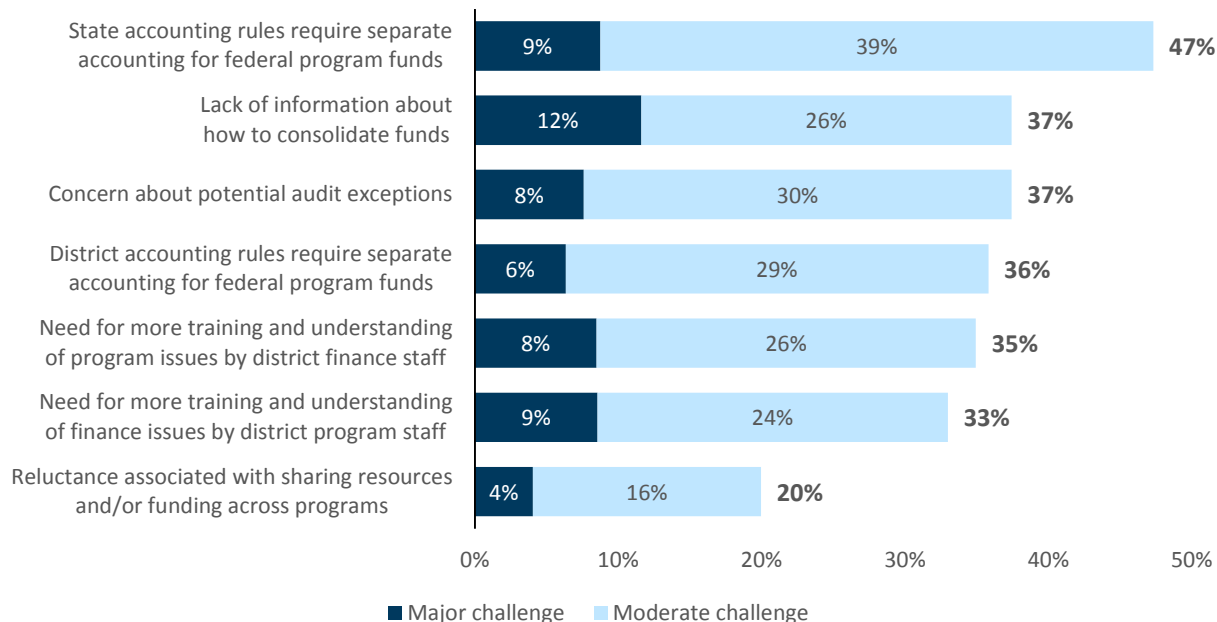 State accounting rules require separate
accounting for federal program funds
9%
39%
47%
Lack of information about
how to consolidate funds
12%
26%
37%
Concern about potential audit exceptions
8%
30%
37%
District accounting rules require separate
accounting for federal program funds
6%
29%
36%
Need for more training and understanding
of program issues by district finance staff
8%
26%
35%
Need for more training and understanding
of finance issues by district program staff
9%
24%
33%
Reluctance associated with sharing resources
and/or funding across programs
4%
16%
20%
0% 10% 20% 30% 40% 50%
Major challenge Moderate challenge